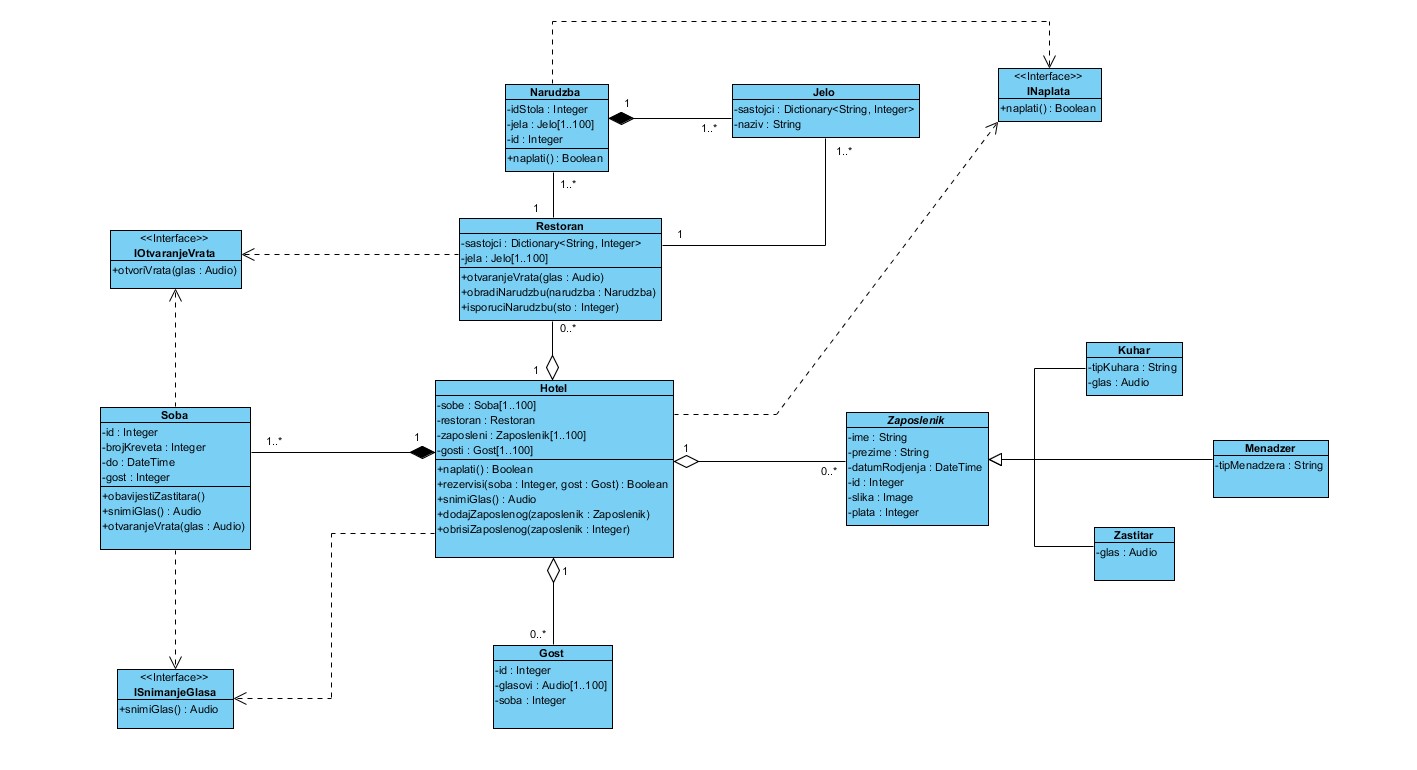 Narudzba
-idStola : Integer
-jela : Jelo[1..100]
-id : Integer
+naplati() : Boolean
1
1..*
Jelo
-sastojci : Dictionary<String, Integer>
-naziv : String
1..*
<<Interface>>
INaplata
+naplati() : Boolean
1..*
1
Restoran
-sastojci : Dictionary<String, Integer>
-jela : Jelo[1..100]
+otvaranjeVrata(glas : Audio)
+obradiNarudzbu(narudzba : Narudzba)
+isporuciNarudzbu(sto : Integer)
1
0..*
1
<<Interface>>
IOtvaranjeVrata
+otvoriVrata(glas : Audio)
Soba
-id : Integer
-brojKreveta : Integer
-do : DateTime
-gost : Integer
+obavijestiZastitara()
+snimiGlas() : Audio
+otvaranjeVrata(glas : Audio)
1..*
1
Hotel
-sobe : Soba[1..100]
-restoran : Restoran
-zaposleni : Zaposlenik[1..100]
-gosti : Gost[1..100]
+naplati() : Boolean
+rezervisi(soba : Integer, gost : Gost) : Boolean
+snimiGlas() : Audio
+dodajZaposlenog(zaposlenik : Zaposlenik)
+obrisiZaposlenog(zaposlenik : Integer)
1
0..*
Zaposlenik
-ime : String
-prezime : String
-datumRodjenja : DateTime
-id : Integer
-slika : Image
-plata : Integer
Kuhar
-tipKuhara : String
-glas : Audio
Menadzer
-tipMenadzera : String
Zastitar
-glas : Audio
1
0..*
Gost
-id : Integer
-glasovi : Audio[1..100]
-soba : Integer
<<Interface>>
ISnimanjeGlasa
+snimiGlas() : Audio